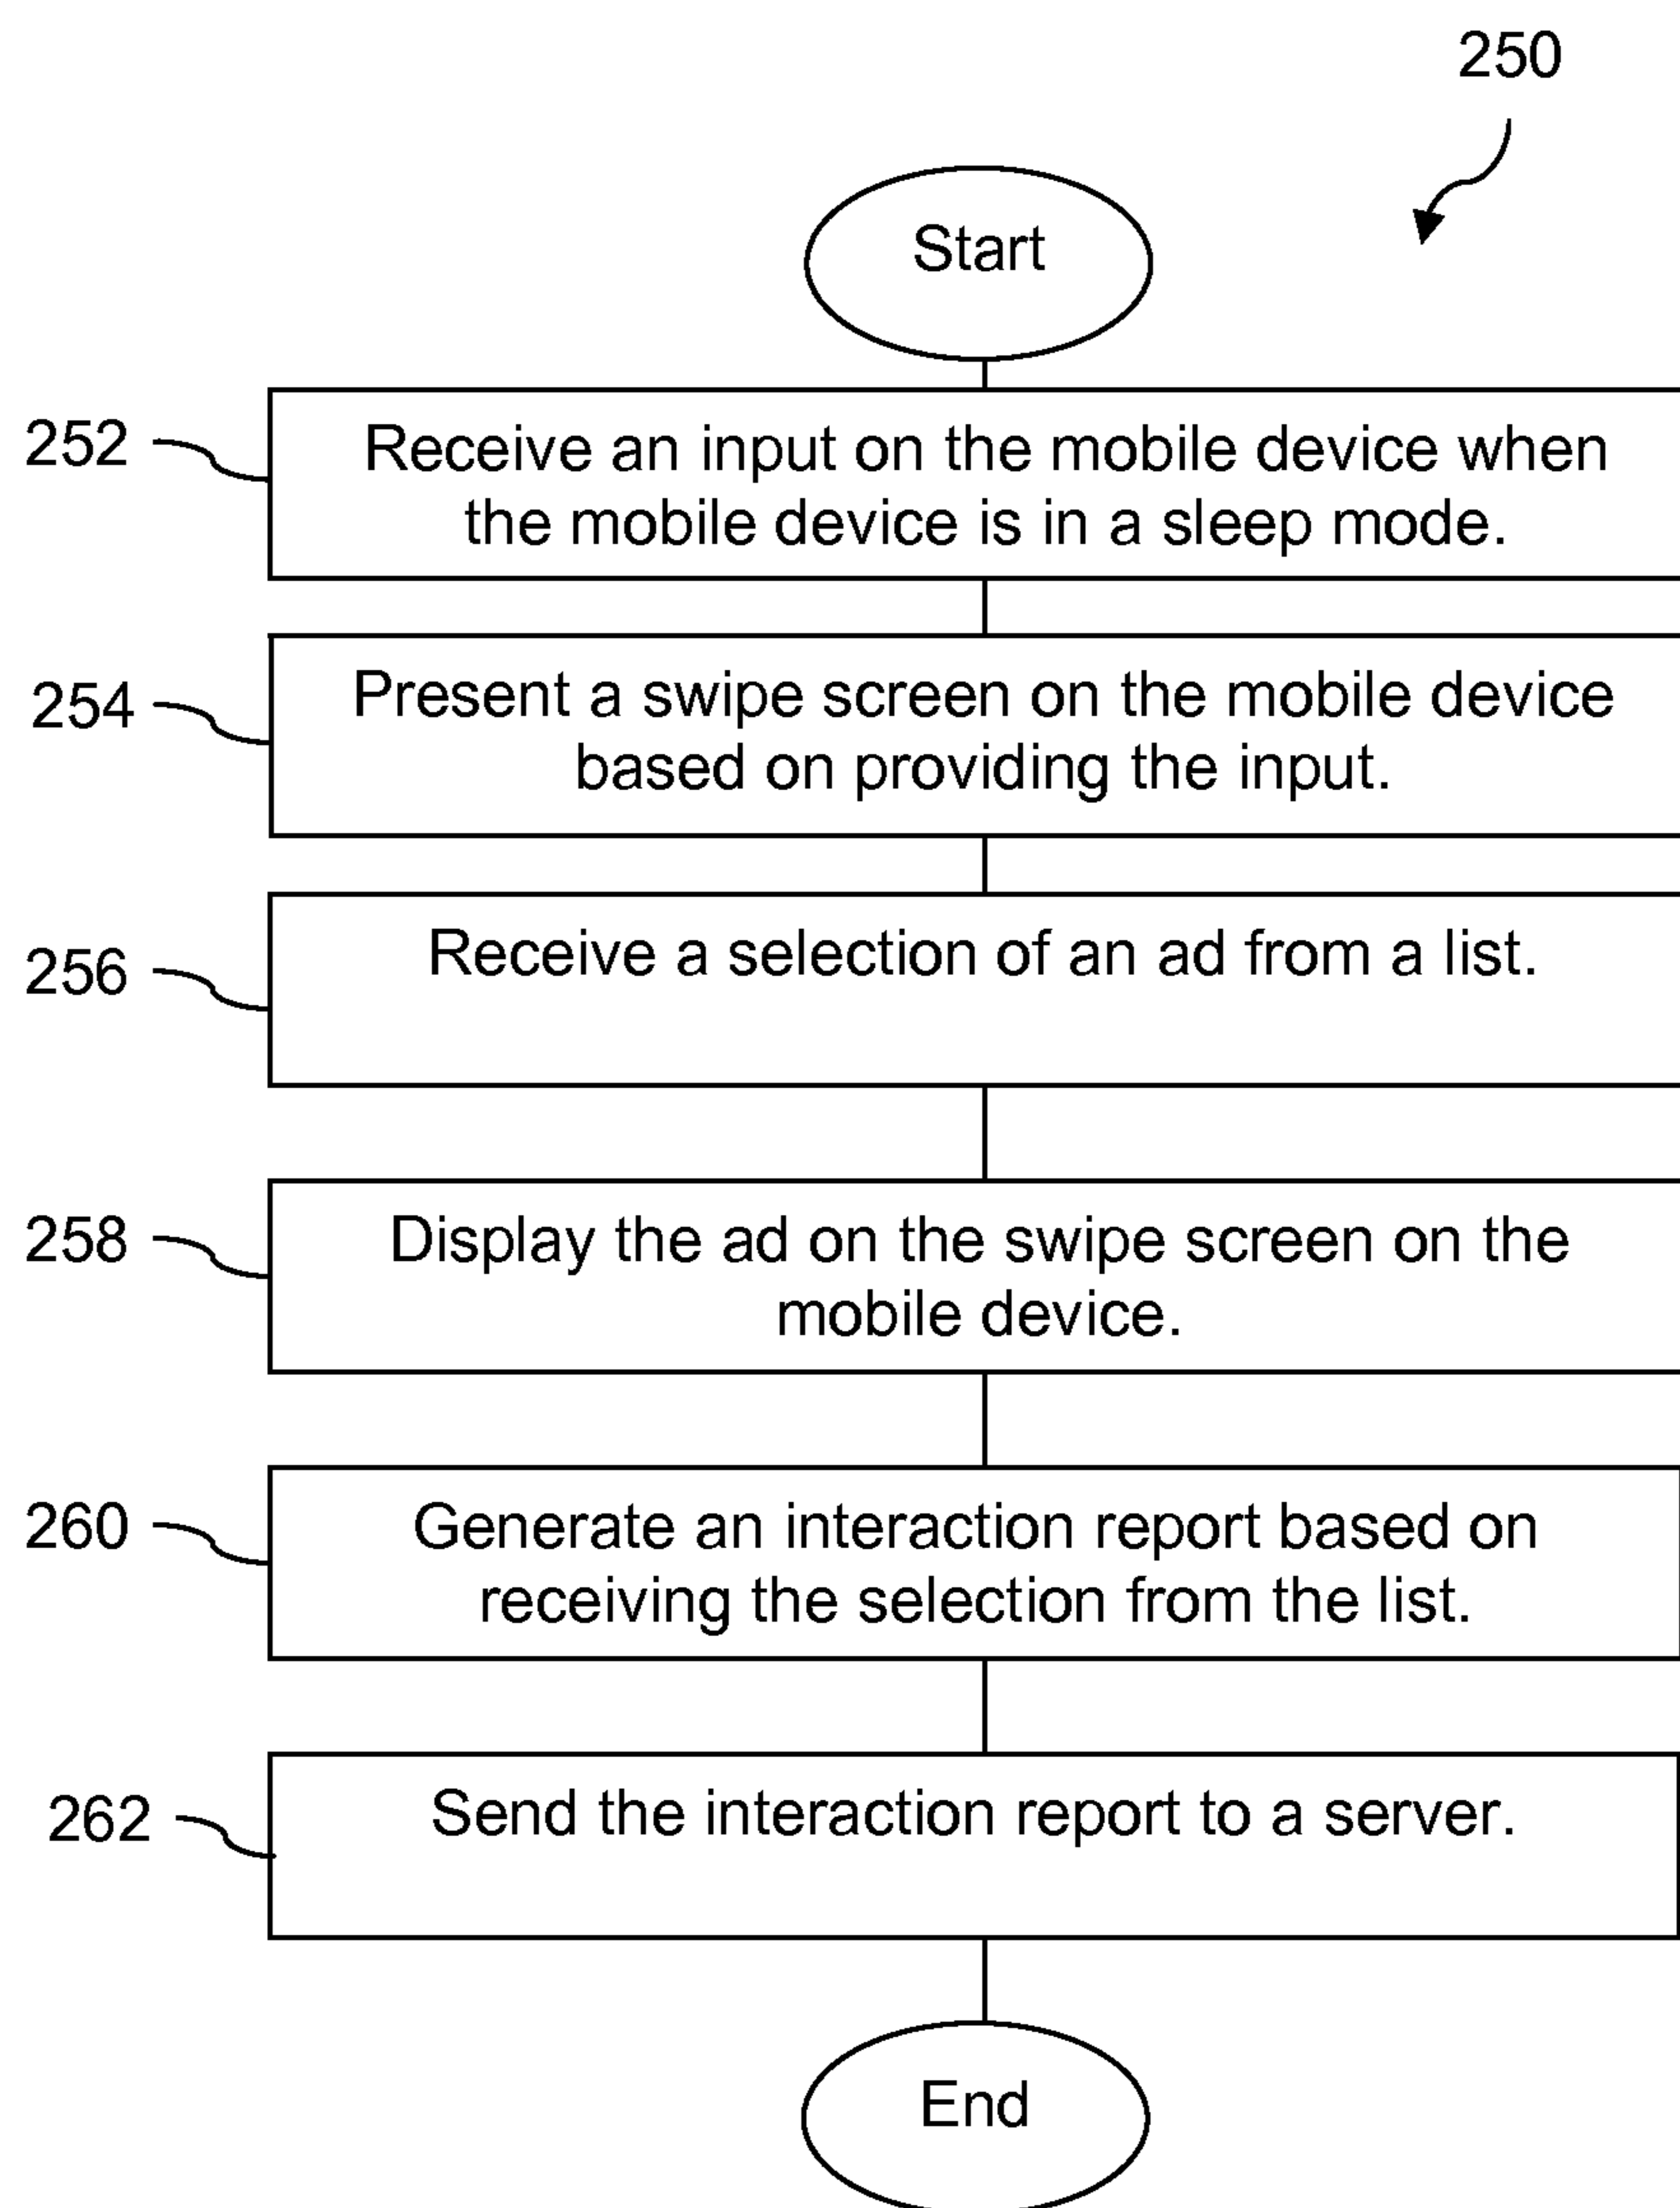 250
Start
252
Receive an input on the mobile device when
the mobile device is in a sleep mode.
254
Present a swipe screen on the mobile device
based on providing the input.
256
Receive a selection of an ad from a list.
258
Display the ad on the swipe screen on the
mobile device.
260
Generate an interaction report based on
receiving the selection from the list.
262
Send the interaction report to a server.
End